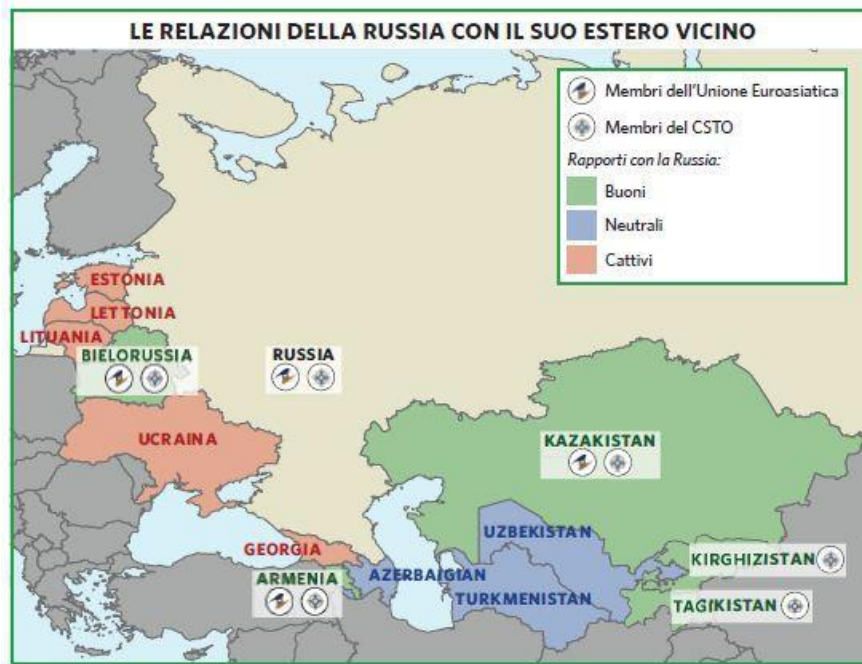 LE RELAZIONI DELLA RUSSIA CON IL SUO ESTERO VICINO
Membri dell'Unione Euroasiatica
Membri del CSTO
Rapporti con la Russia:
Buoni
Neutrali
Cattivi
ESTONIA
LETTONIA
LITUANIA
BIELORUSSIA
RUSSIA
UCRAINA
KAZAKISTAN
UZBEKISTAN
GEORGIA
KIRGHIZISTAN
ARMENIA
AZERBAIGIAN
TURKMENISTAN
TAGIKISTAN